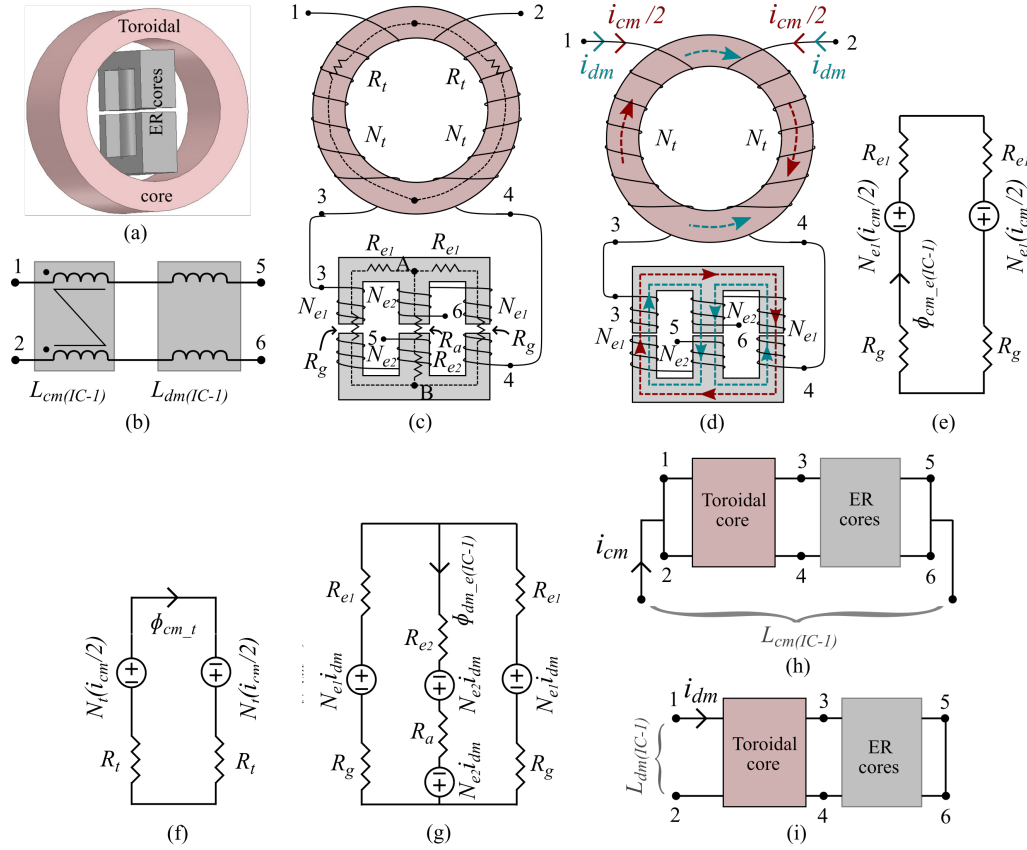 Toroidal
ER cores
core
(a)
1
5
2
6
L_cm(IC-1)
L_dm(IC-1)
(b)
1
2
R_t
R_t
N_t
N_t
3
4
R_e1
R_e1
A
3
N_e1
N_e2
6
N_e1
5
R_g
N_e2
R_a
R_e2
R_g
4
B
(c)
i_cm/2
i_cm/2
1
2
i_dm
i_dm
N_t
N_t
3
4
3
N_e2
5
N_e1
6
N_e1
N_e2
4
(d)
R_e1
R_e1
N_e1(i_cm/2)
N_e1(i_cm/2)
ϕ_cm_e(IC-1)
R_g
R_g
(e)
ϕ_cm_t
N_t(i_cm/2)
N_t(i_cm/2)
R_t
R_t
(f)
ϕ_dm_e(IC-1)
R_e1
R_e1
R_e2
N_e1i_dm
N_e2i_dm
N_e1i_dm
R_a
R_g
N_e2i_dm
R_g
(g)
1
3
5
Toroidal
core
ER
cores
i_cm
2
4
6
L_cm(IC-1)
(h)
1
i_dm
3
5
L_dm(IC-1)
Toroidal
core
ER
cores
2
4
6
(i)